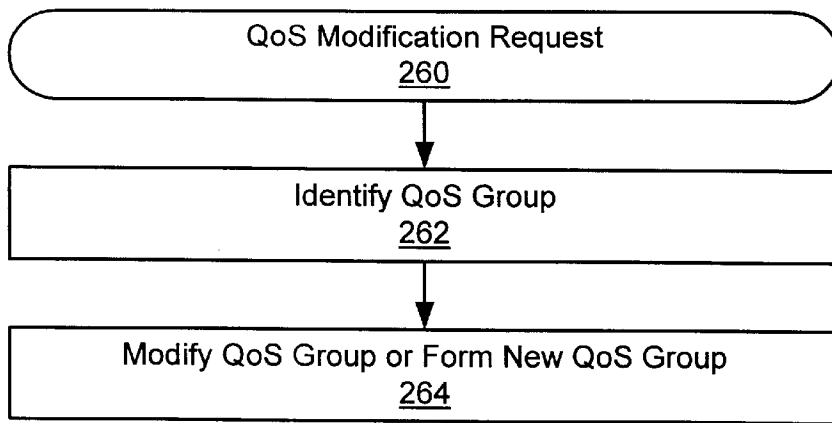 QoS Modification Request
260
Identify QoS Group
262
Modify QoS Group or Form New QoS Group
264